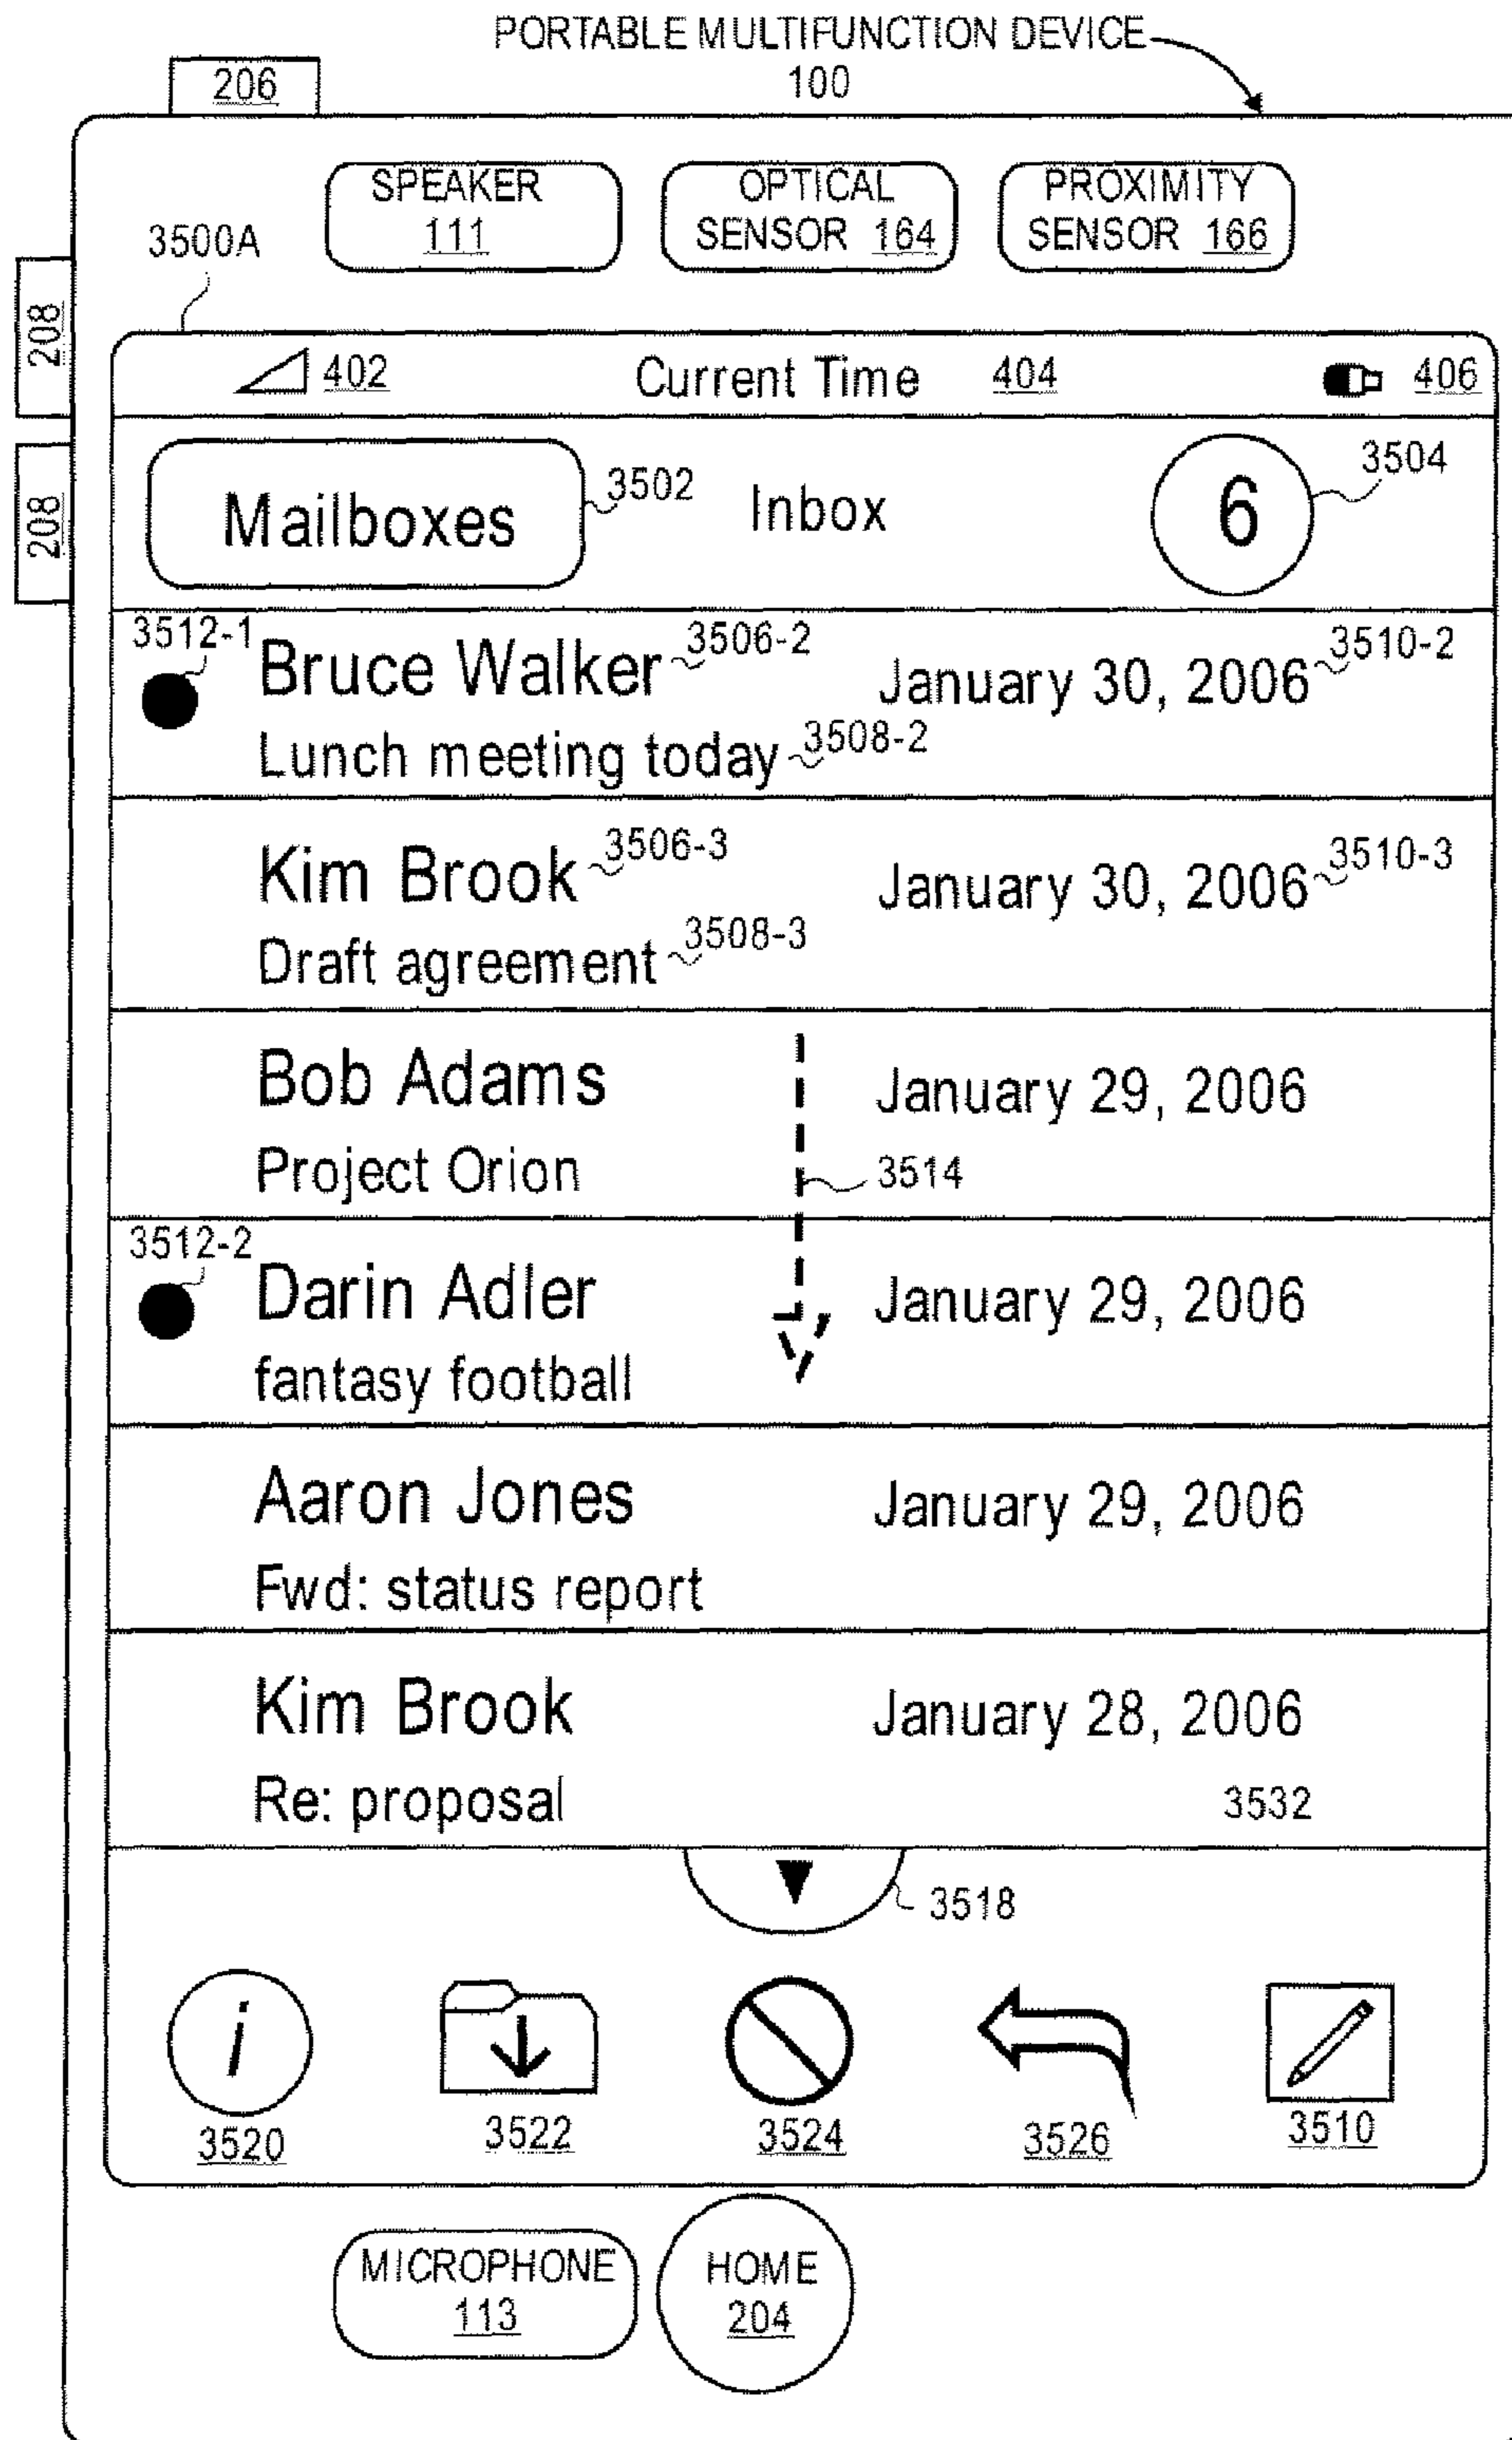 PORTABLE MULTIFUNCTION DEVICE
100
206
SPEAKER
111
OPTICAL
SENSOR 164
PROXIMITY
SENSOR 166
3500A
208
208
402 Current Time 404 406
Mailboxes 3502 Inbox 6 3504
3512-1 Bruce Walker 3506-2 January 30, 2006 3510-2
Lunch meeting today 3508-2
Kim Brook 3506-3 January 30, 2006 3510-3
Draft agreement 3508-3
Bob Adams January 29, 2006
Project Orion 3514
3512-2 Darin Adler January 29, 2006
fantasy football
Aaron Jones January 29, 2006
Fwd: status report
Kim Brook January 28, 2006
Re: proposal 3532
3518
i
3520 3522 3524 3526 3510
MICROPHONE
113
HOME
204